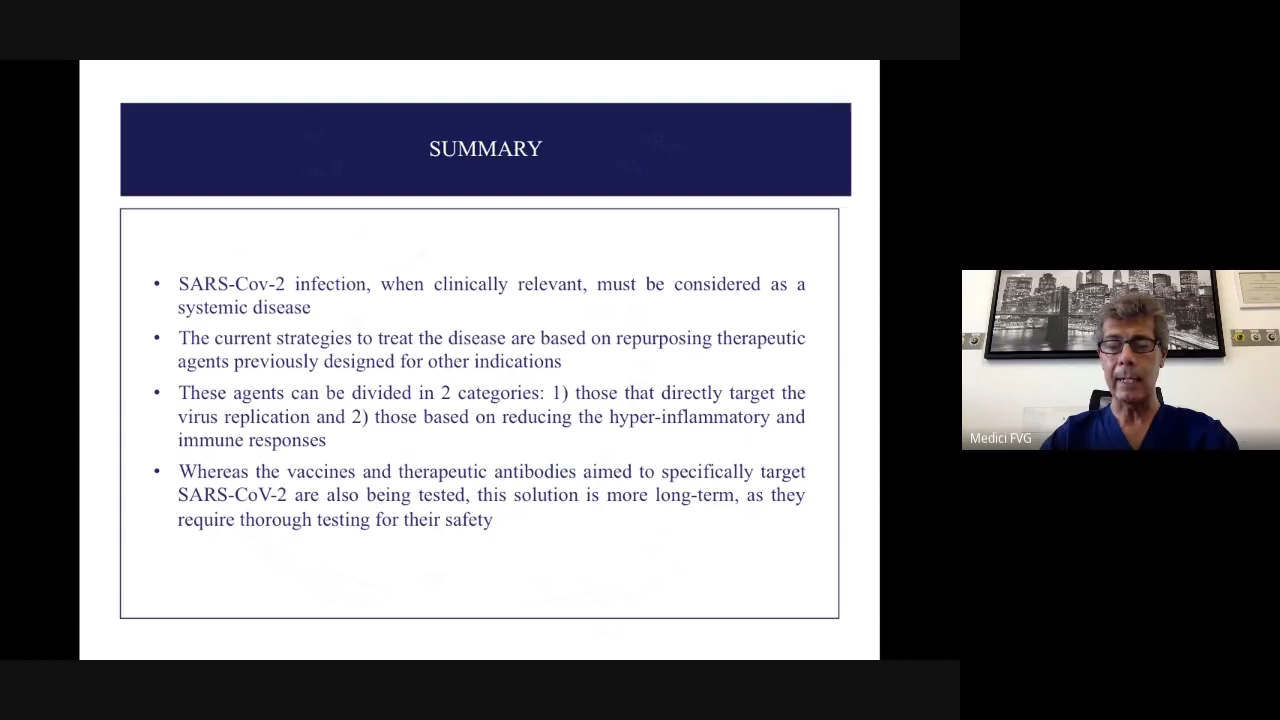 SUMMARY
• SARS-Cov-2 infection, when clinically relevant, must be considered as a
systemic disease
• The current strategies to treat the disease are based on repurposing therapeutic
agents previously designed for other indications
• These agents can be divided in 2 categories: 1) those that directly target the
virus replication and 2) those based on reducing the hyper-inflammatory and
immune responses
• Whereas the vaccines and therapeutic antibodies aimed to specifically target
SARS-CoV-2 are also being tested, this solution is more long-term, as they
require thorough testing for their safety
Medici FVG